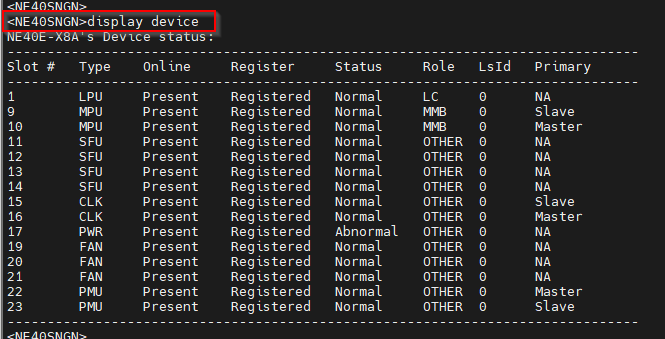 <NE40SNGN>
<NE40SNGN>display device
NE40E-X8A's Device status:
-------------------------------------------------------------------------------
Slot #   Type    Online    Register     Status     Role   LsId   Primary
-------------------------------------------------------------------------------
1        LPU     Present   Registered   Normal     LC     0      NA
9        MPU     Present   Registered   Normal     MMB    0      Slave
10       MPU     Present   Registered   Normal     MMB    0      Master
11       SFU     Present   Registered   Normal     OTHER  0      NA
12       SFU     Present   Registered   Normal     OTHER  0      NA
13       SFU     Present   Registered   Normal     OTHER  0      NA
14       SFU     Present   Registered   Normal     OTHER  0      NA
15       CLK     Present   Registered   Normal     OTHER  0      Slave
16       CLK     Present   Registered   Normal     OTHER  0      Master
17       PWR     Present   Registered   Abnormal   OTHER  0      NA
19       FAN     Present   Registered   Normal     OTHER  0      NA
20       FAN     Present   Registered   Normal     OTHER  0      NA
21       FAN     Present   Registered   Normal     OTHER  0      NA
22       PMU     Present   Registered   Normal     OTHER  0      Master
23       PMU     Present   Registered   Normal     OTHER  0      Slave
-------------------------------------------------------------------------------
<NE40SNGN>